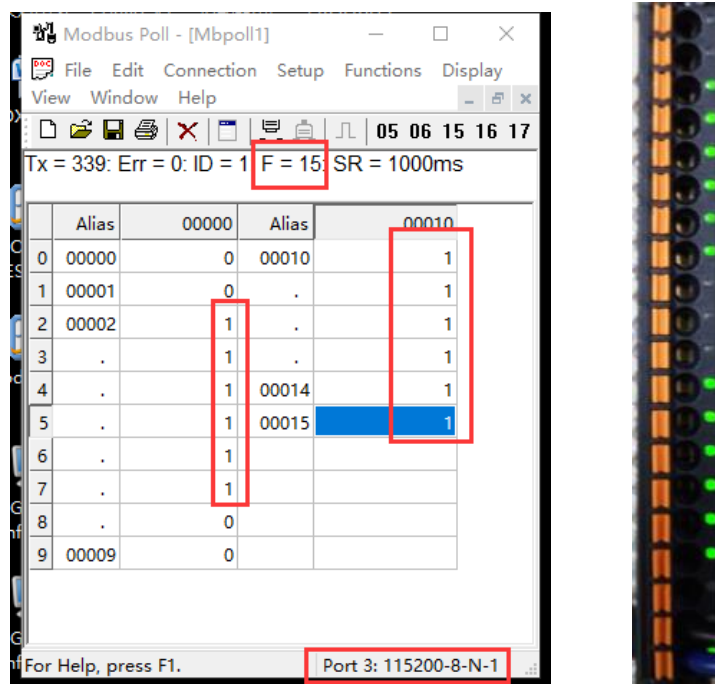 Modbus Poll - [Mbpoll1]
File Edit Connection Setup Functions Display
View Window Help
05 06 15 16 17
Tx = 339: Err = 0: ID = 1 F = 15: SR = 1000ms
Alias 00000 Alias 00010
0 00000 0 00010 1
1 00001 0 . 1
2 00002 1 . 1
3 . 1 . 1
4 . 1 00014 1
5 . 1 00015 1
6 . 1
7 . 1
8 . 0
9 00009 0
For Help, press F1. Port 3: 115200-8-N-1